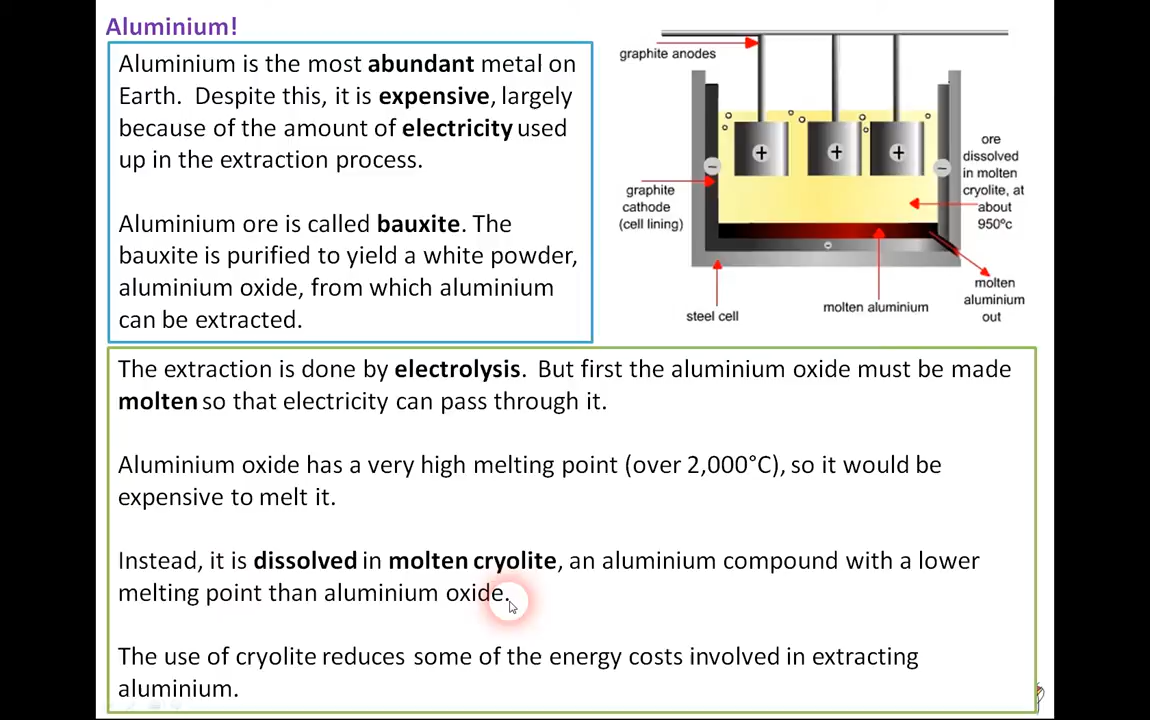 Aluminium!
Aluminium is the most abundant metal on
Earth. Despite this, it is expensive, largely
because of the amount of electricity used
up in the extraction process.
Aluminium ore is called bauxite. The
bauxite is purified to yield a white powder,
aluminium oxide, from which aluminium
can be extracted.
graphite anodes
+ + +
− −
ore
dissolved
in molten
cryolite, at
about
950ºc
graphite
cathode
(cell lining)
−
molten
aluminium
out
molten aluminium
steel cell
The extraction is done by electrolysis. But first the aluminium oxide must be made
molten so that electricity can pass through it.
Aluminium oxide has a very high melting point (over 2,000°C), so it would be
expensive to melt it.
Instead, it is dissolved in molten cryolite, an aluminium compound with a lower
melting point than aluminium oxide.
The use of cryolite reduces some of the energy costs involved in extracting
aluminium.